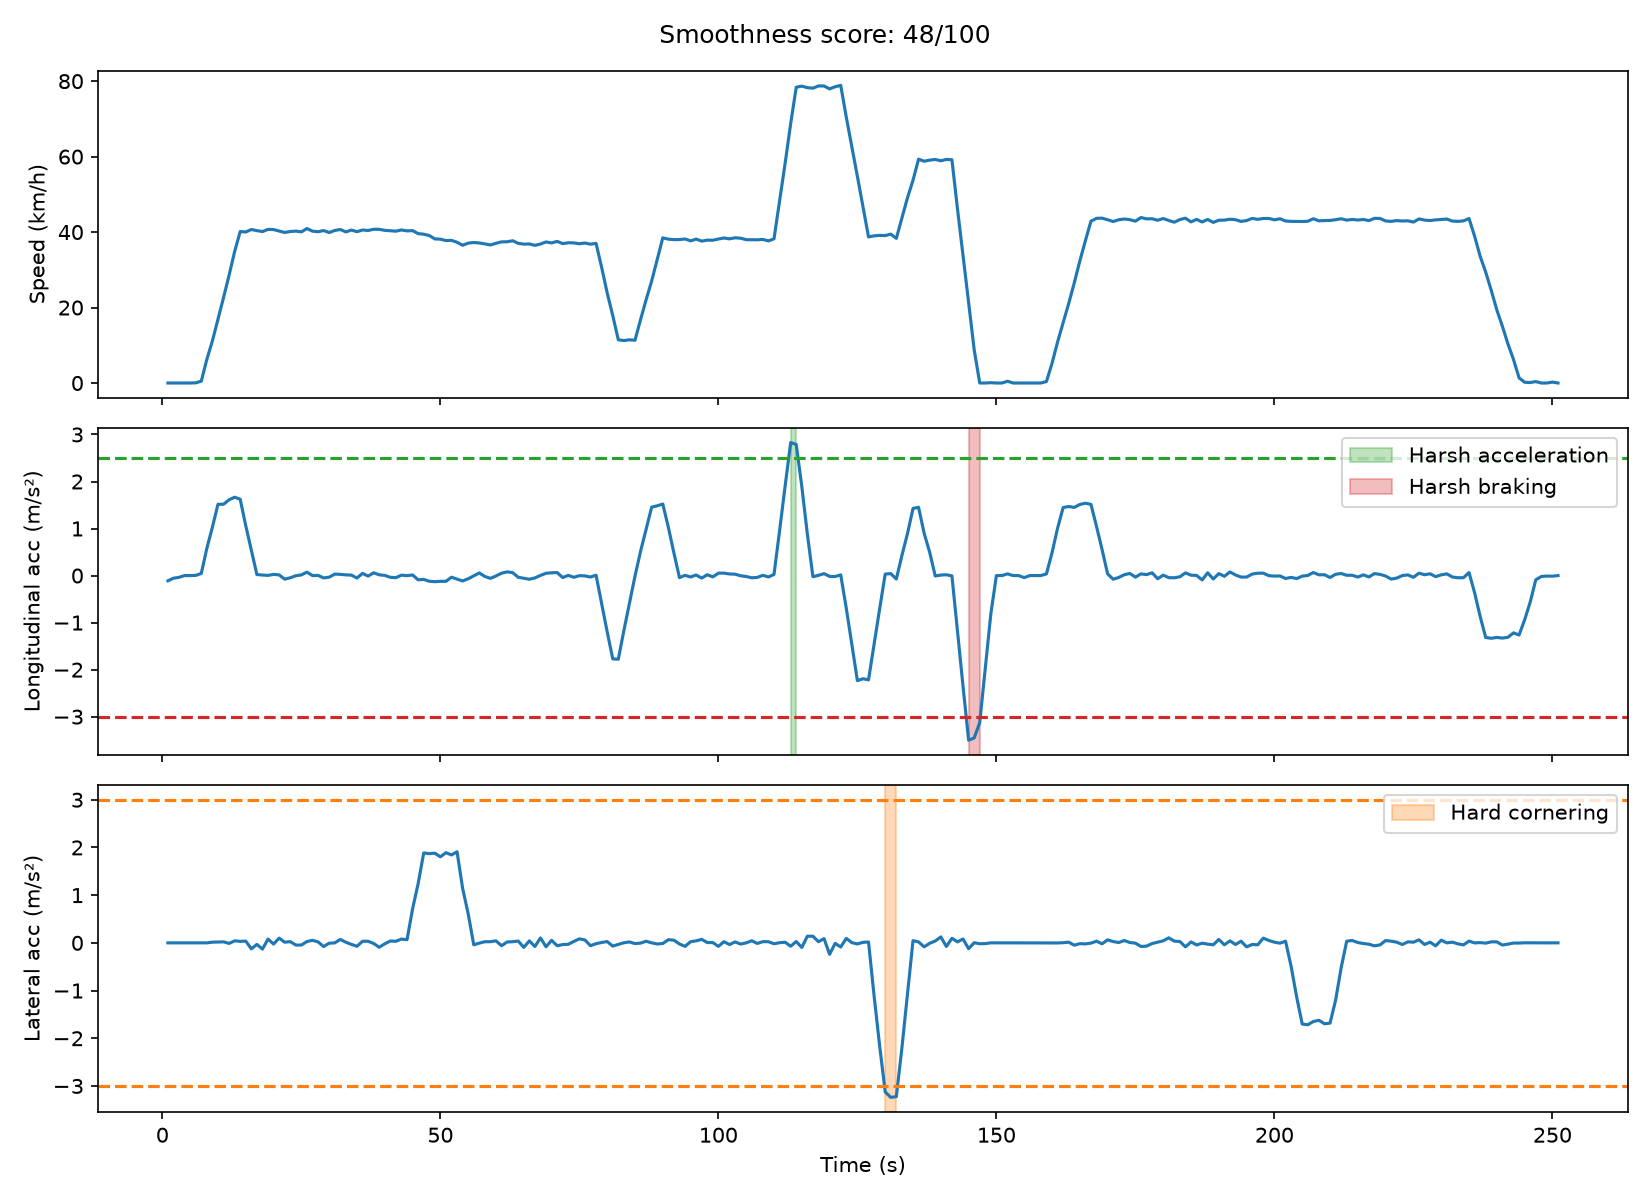 Smoothness score: 48/100
80
60
40
20
0
Speed (km/h)
3
2
1
0
−1
−2
−3
Longitudinal acc (m/s²)
Harsh acceleration
Harsh braking
3
2
1
0
−1
−2
−3
Lateral acc (m/s²)
Hard cornering
0 50 100 150 200 250
Time (s)